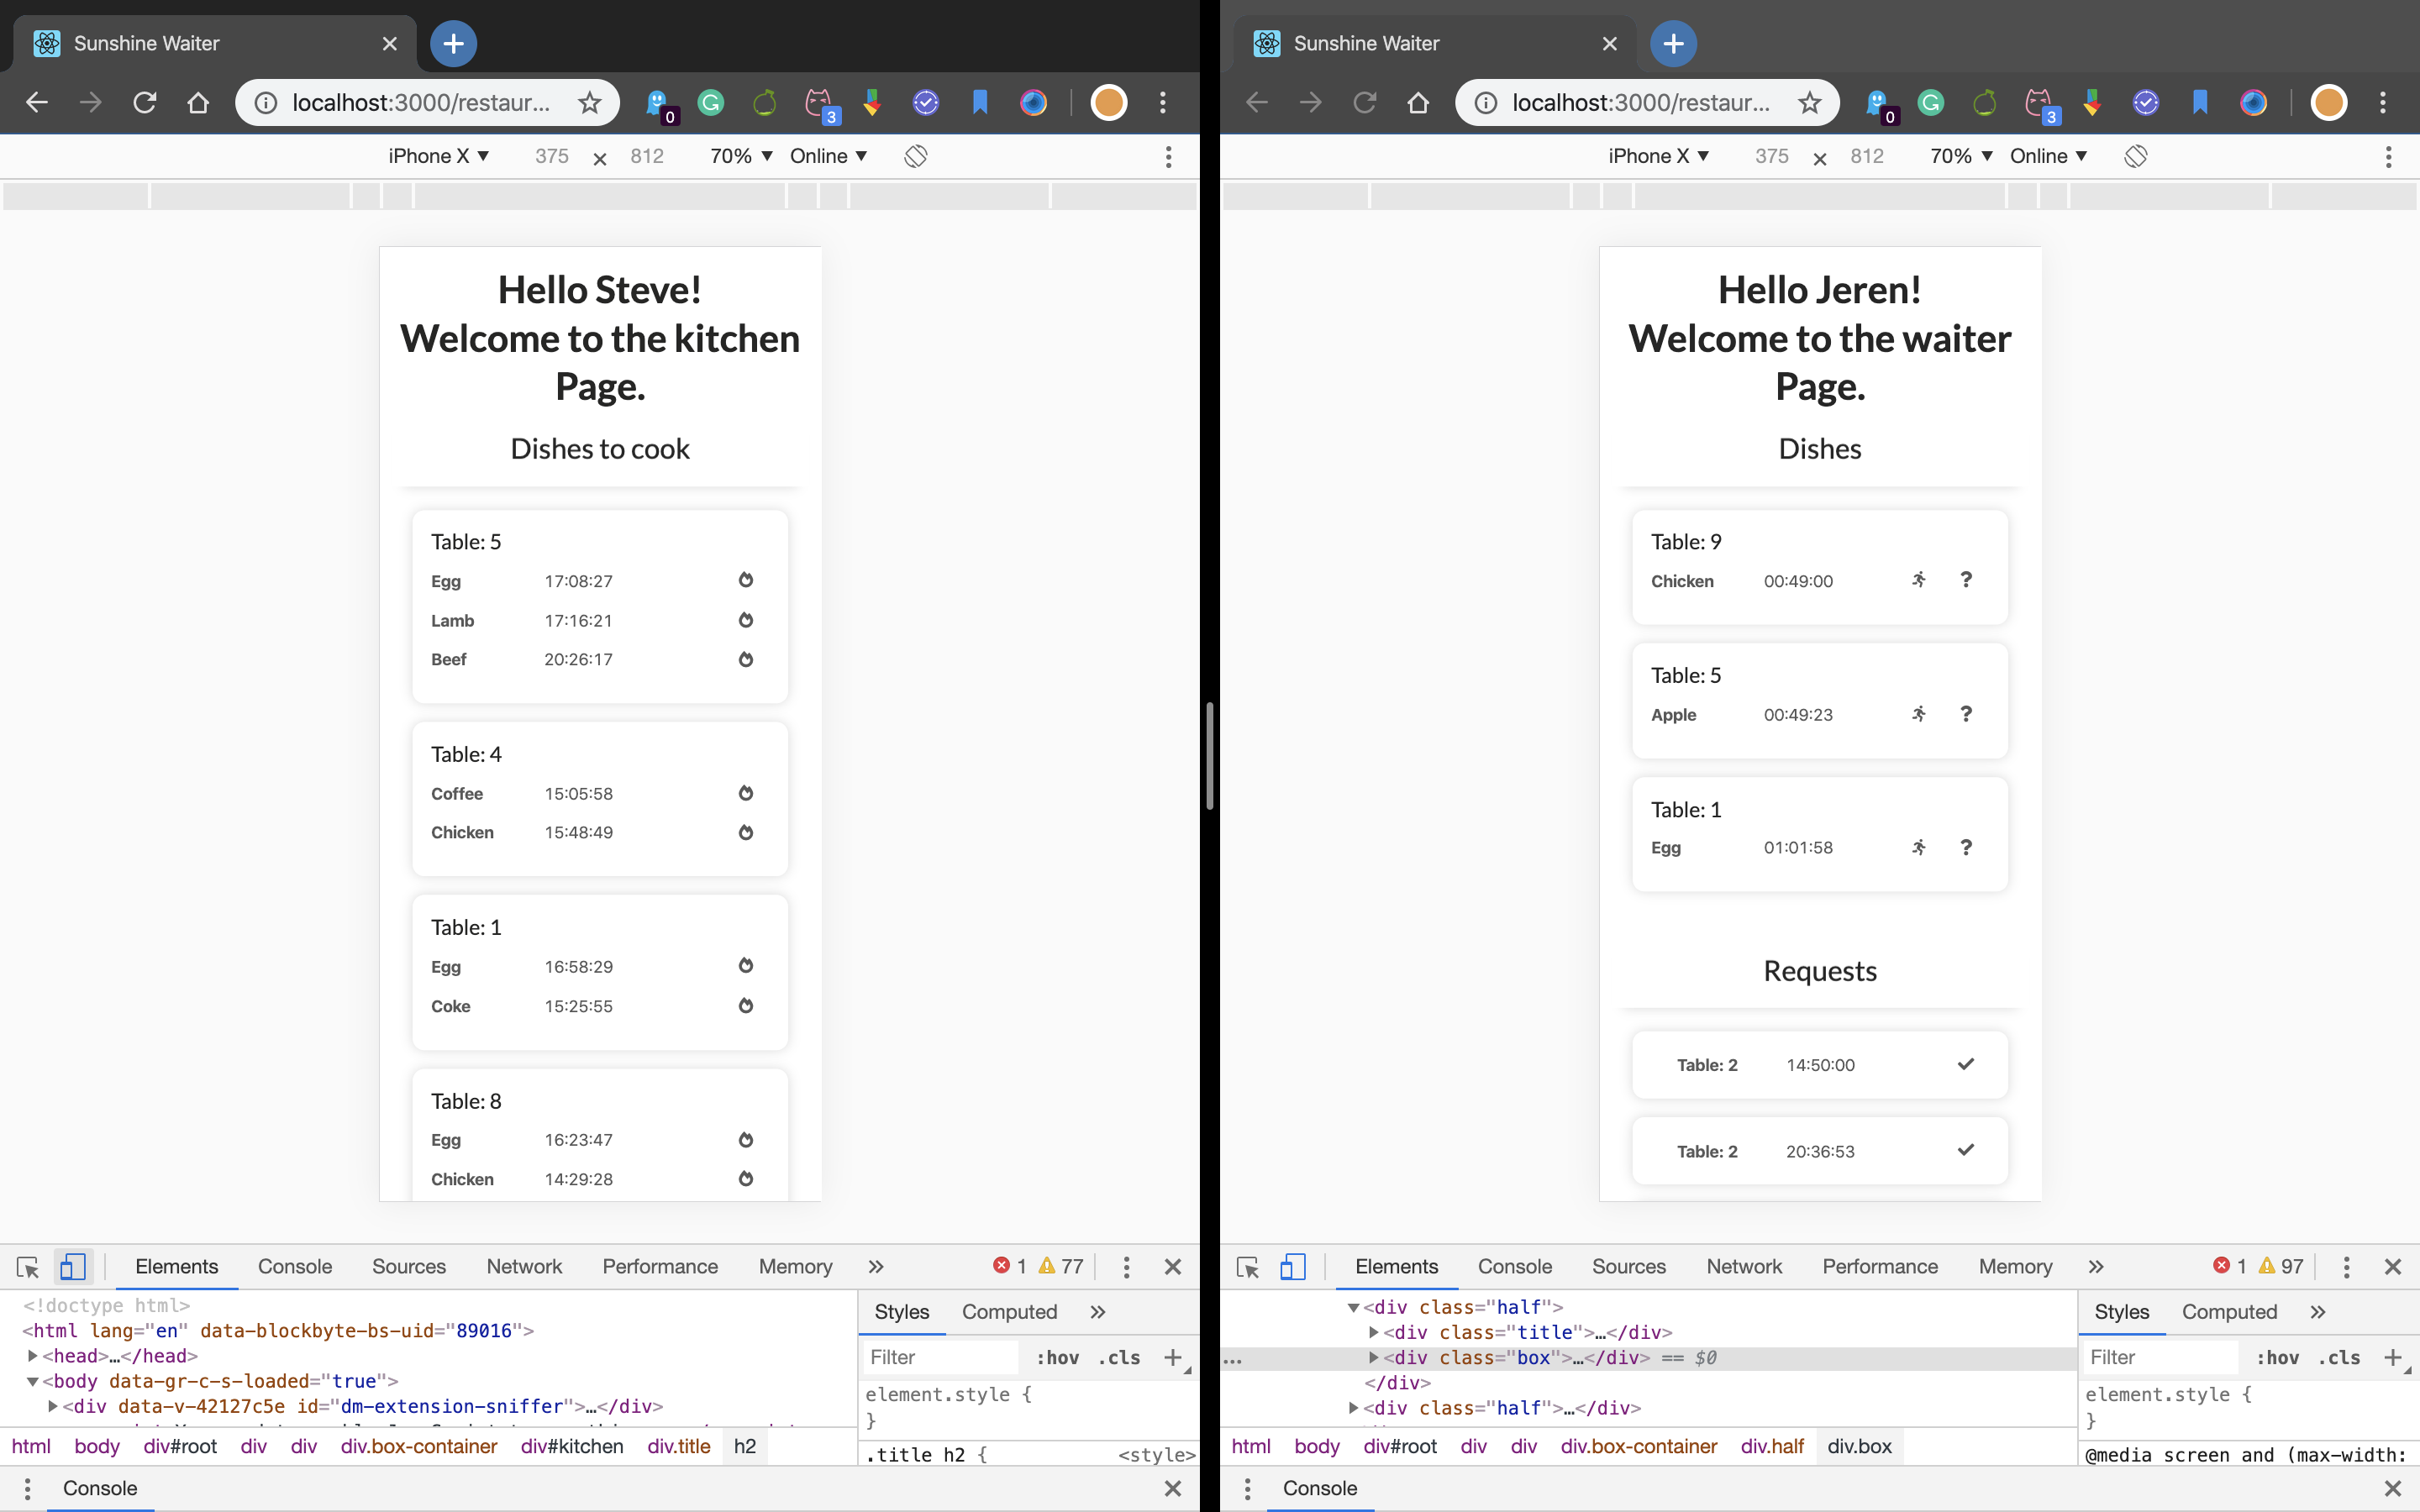 Sunshine Waiter
localhost:3000/restaur...
0
3
iPhone X ▼ 375 × 812 70% ▼ Online ▼
Hello Steve!
Welcome to the kitchen
Page.
Dishes to cook
Table: 5
Egg 17:08:27
Lamb 17:16:21
Beef 20:26:17
Table: 4
Coffee 15:05:58
Chicken 15:48:49
Table: 1
Egg 16:58:29
Coke 15:25:55
Table: 8
Egg 16:23:47
Chicken 14:29:28
Elements Console Sources Network Performance Memory » 1 77
<!doctype html>
<html lang="en" data-blockbyte-bs-uid="89016">
<head>…</head>
<body data-gr-c-s-loaded="true">
<div data-v-42127c5e id="dm-extension-sniffer">…</div>
html body div#root div div div.box-container div#kitchen div.title h2
Styles Computed »
Filter :hov .cls +
element.style {
}
.title h2 { <style>
Console
Sunshine Waiter
localhost:3000/restaur...
0
3
iPhone X ▼ 375 × 812 70% ▼ Online ▼
Hello Jeren!
Welcome to the waiter
Page.
Dishes
Table: 9
Chicken 00:49:00 ?
Table: 5
Apple 00:49:23 ?
Table: 1
Egg 01:01:58 ?
Requests
Table: 2 14:50:00
Table: 2 20:36:53
Elements Console Sources Network Performance Memory » 1 97
<div class="half">
<div class="title">…</div>
... <div class="box">…</div> == $0
</div>
<div class="half">…</div>
html body div#root div div div.box-container div.half div.box
Styles Computed »
Filter :hov .cls +
element.style {
}
@media screen and (max-width:
Console